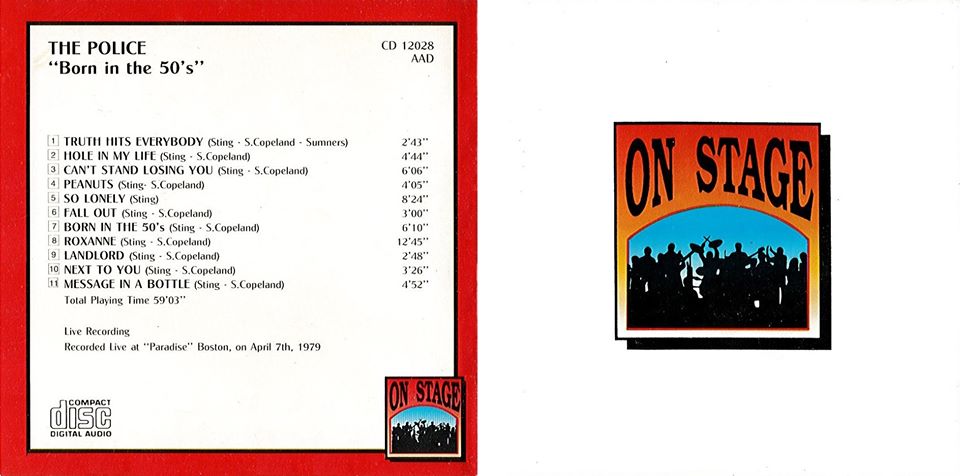 THE POLICE
"Born in the 50's"
CD 12028
AAD
1 TRUTH HITS EVERYBODY (Sting - S.Copeland - Sumners) 2'43''
2 HOLE IN MY LIFE (Sting - S.Copeland) 4'44''
3 CAN'T STAND LOSING YOU (Sting - S.Copeland) 6'06''
4 PEANUTS (Sting- S.Copeland) 4'05''
5 SO LONELY (Sting) 8'24''
6 FALL OUT (Sting - S.Copeland) 3'00''
7 BORN IN THE 50's (Sting - S.Copeland) 6'10''
8 ROXANNE (Sting - S.Copeland) 12'45''
9 LANDLORD (Sting - S.Copeland) 2'48''
10 NEXT TO YOU (Sting - S.Copeland) 3'26''
11 MESSAGE IN A BOTTLE (Sting - S.Copeland) 4'52''
Total Playing Time 59'03''
Live Recording
Recorded Live at "Paradise" Boston, on April 7th, 1979
COMPACT
disc
DIGITAL AUDIO
ON STAGE
ON STAGE